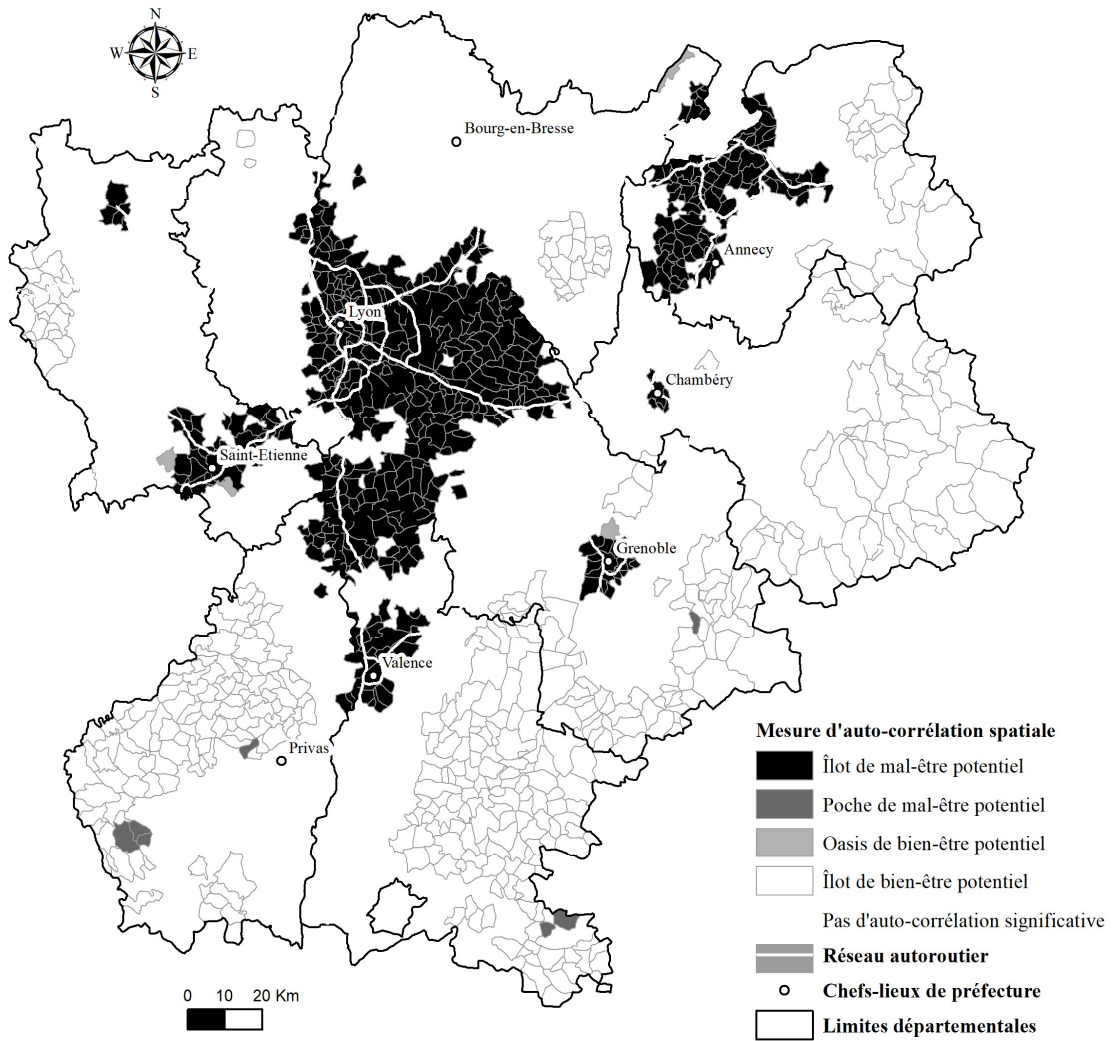 N
W E
S
Bourg-en-Bresse
Annecy
Lyon
Chambéry
Saint-Etienne
Grenoble
Valence
Privas
Mesure d'auto-corrélation spatiale
Îlot de mal-être potentiel
Poche de mal-être potentiel
Oasis de bien-être potentiel
Îlot de bien-être potentiel
Pas d'auto-corrélation significative
Réseau autoroutier
Chefs-lieux de préfecture
Limites départementales
0 10 20 Km